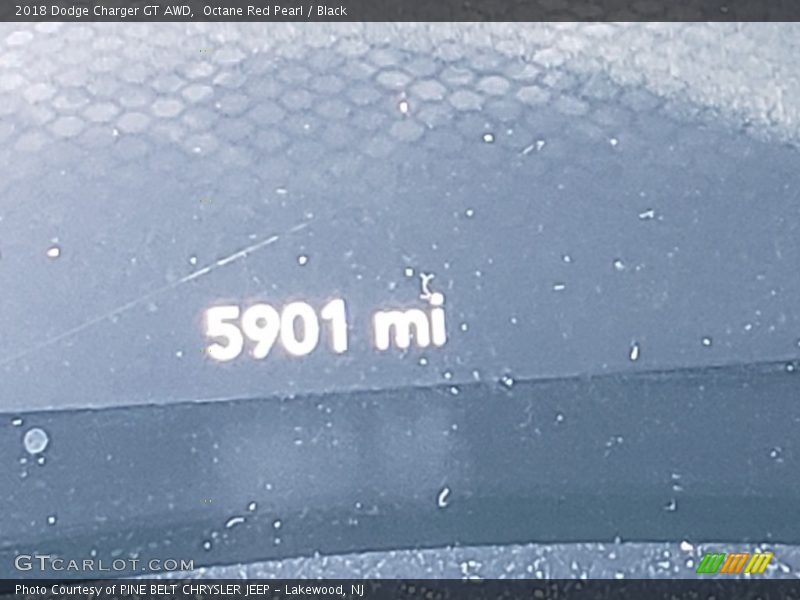 2018 Dodge Charger GT AWD,  Octane Red Pearl / Black
5901 mi
GTCARLOT.COM
Photo Courtesy of PINE BELT CHRYSLER JEEP - Lakewood, NJ